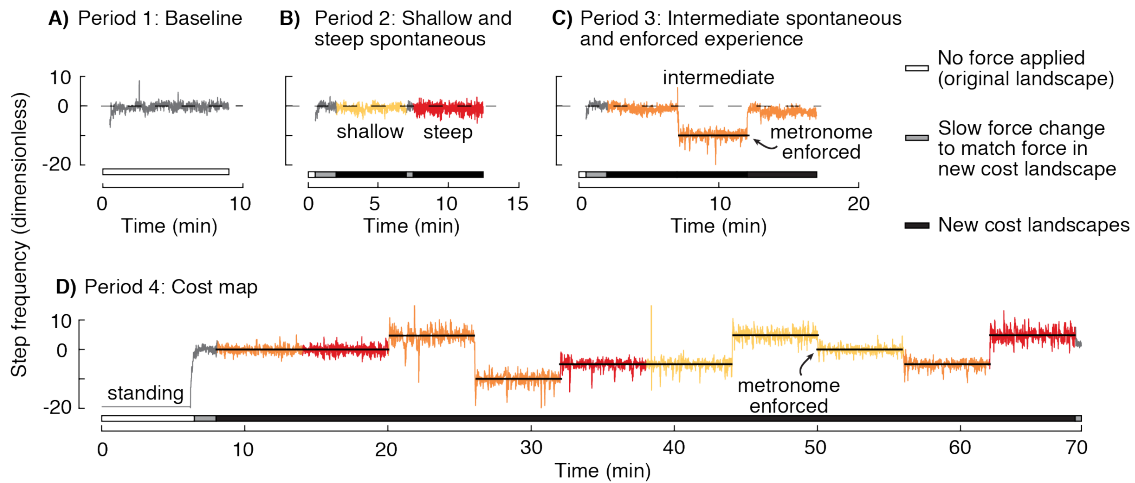 A) Period 1: Baseline
B) Period 2: Shallow and
steep spontaneous
C) Period 3: Intermediate spontaneous
and enforced experience
No force applied
(original landscape)
Slow force change
to match force in
new cost landscape
New cost landscapes
Step frequency (dimensionless)
10
0
-20
shallow
steep
intermediate
metronome
enforced
0
10
Time (min)
0
5
10
15
Time (min)
0
10
20
Time (min)
D) Period 4: Cost map
10
0
-20
standing
metronome
enforced
0
10
20
30
40
50
60
70
Time (min)